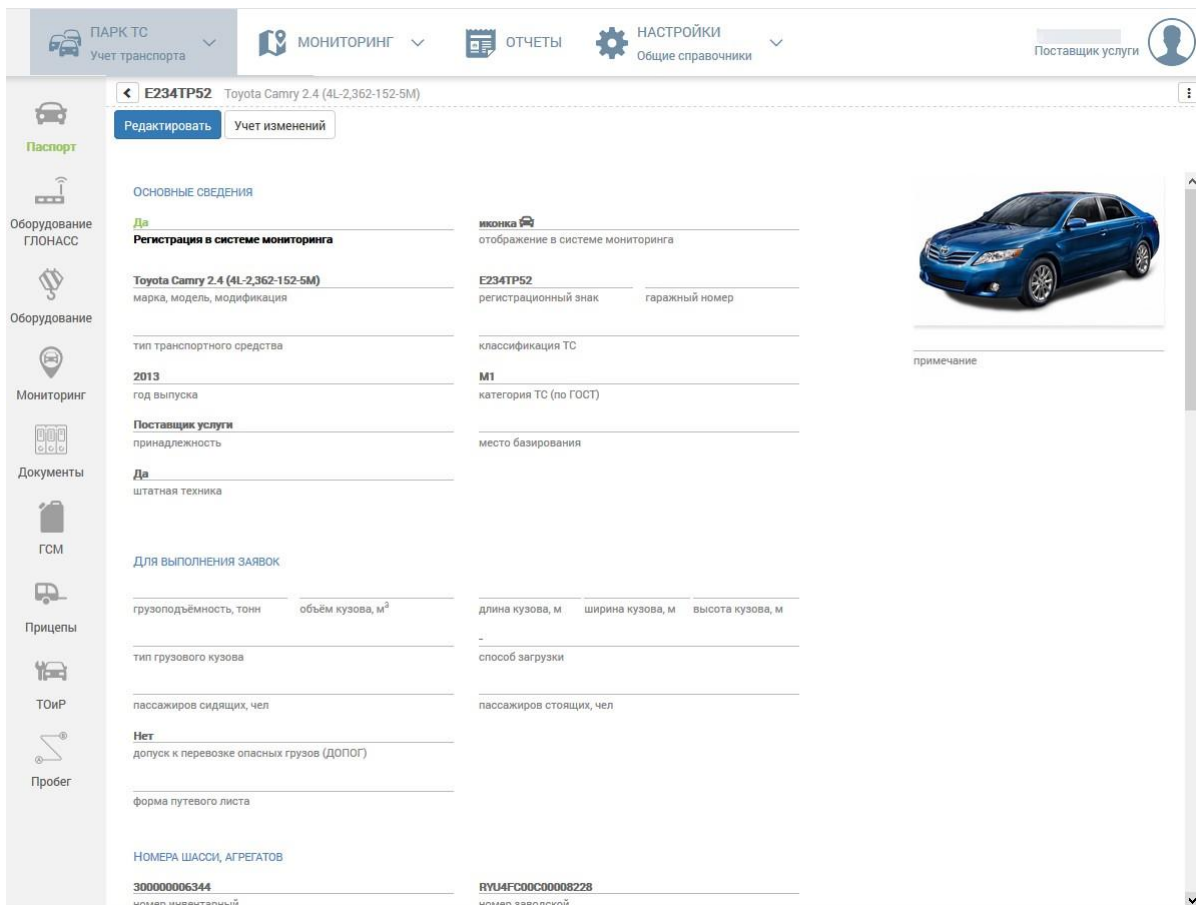 ПАРК ТС
Учет транспорта
МОНИТОРИНГ
ОТЧЕТЫ
НАСТРОЙКИ
Общие справочники
Поставщик услуги
E234TP52 Toyota Camry 2.4 (4L-2,362-152-5M)
Редактировать Учет изменений
Паспорт
Оборудование
ГЛОНАСС
Оборудование
Мониторинг
Документы
ГСМ
Прицепы
ТОиР
Пробег
ОСНОВНЫЕ СВЕДЕНИЯ
Да иконка
Регистрация в системе мониторинга отображение в системе мониторинга
Toyota Camry 2.4 (4L-2,362-152-5M) E234TP52
марка, модель, модификация регистрационный знак гаражный номер
тип транспортного средства классификация ТС
2013 M1
год выпуска категория ТС (по ГОСТ)
Поставщик услуги
принадлежность место базирования
Да
штатная техника
примечание
ДЛЯ ВЫПОЛНЕНИЯ ЗАЯВОК
грузоподъёмность, тонн объём кузова, м³ длина кузова, м ширина кузова, м высота кузова, м
-
тип грузового кузова способ загрузки
пассажиров сидящих, чел пассажиров стоящих, чел
Нет
допуск к перевозке опасных грузов (ДОПОГ)
форма путевого листа
НОМЕРА ШАССИ, АГРЕГАТОВ
300000006344 RYU4FC00C00008228
номер инвентарный номер заводской